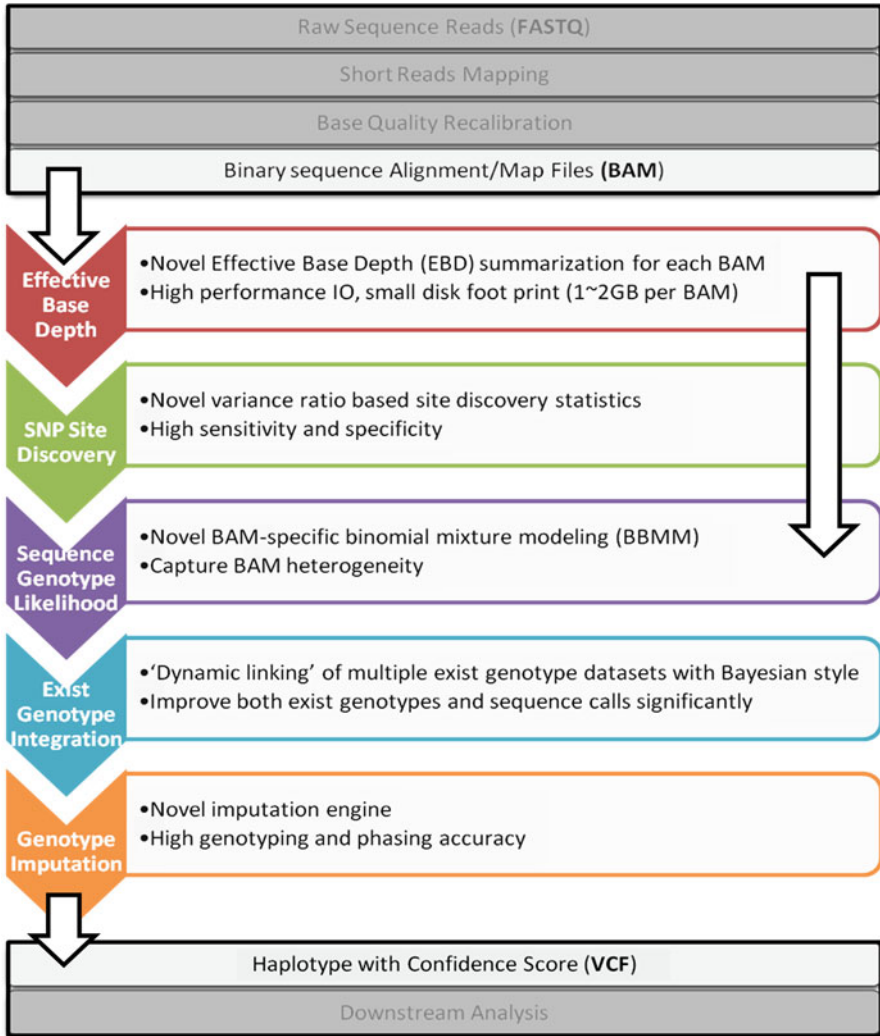 Raw Sequence Reads (FASTQ)
Short Reads Mapping
Base Quality Recalibration
Binary sequence Alignment/Map Files (BAM)
Effective
Base
Depth
•Novel Effective Base Depth (EBD) summarization for each BAM
•High performance IO, small disk foot print (1~2GB per BAM)
SNP Site
Discovery
•Novel variance ratio based site discovery statistics
•High sensitivity and specificity
Sequence
Genotype
Likelihood
•Novel BAM-specific binomial mixture modeling (BBMM)
•Capture BAM heterogeneity
Exist
Genotype
Integration
•‘Dynamic linking’ of multiple exist genotype datasets with Bayesian style
•Improve both exist genotypes and sequence calls significantly
Genotype
Imputation
•Novel imputation engine
•High genotyping and phasing accuracy
Haplotype with Confidence Score (VCF)
Downstream Analysis